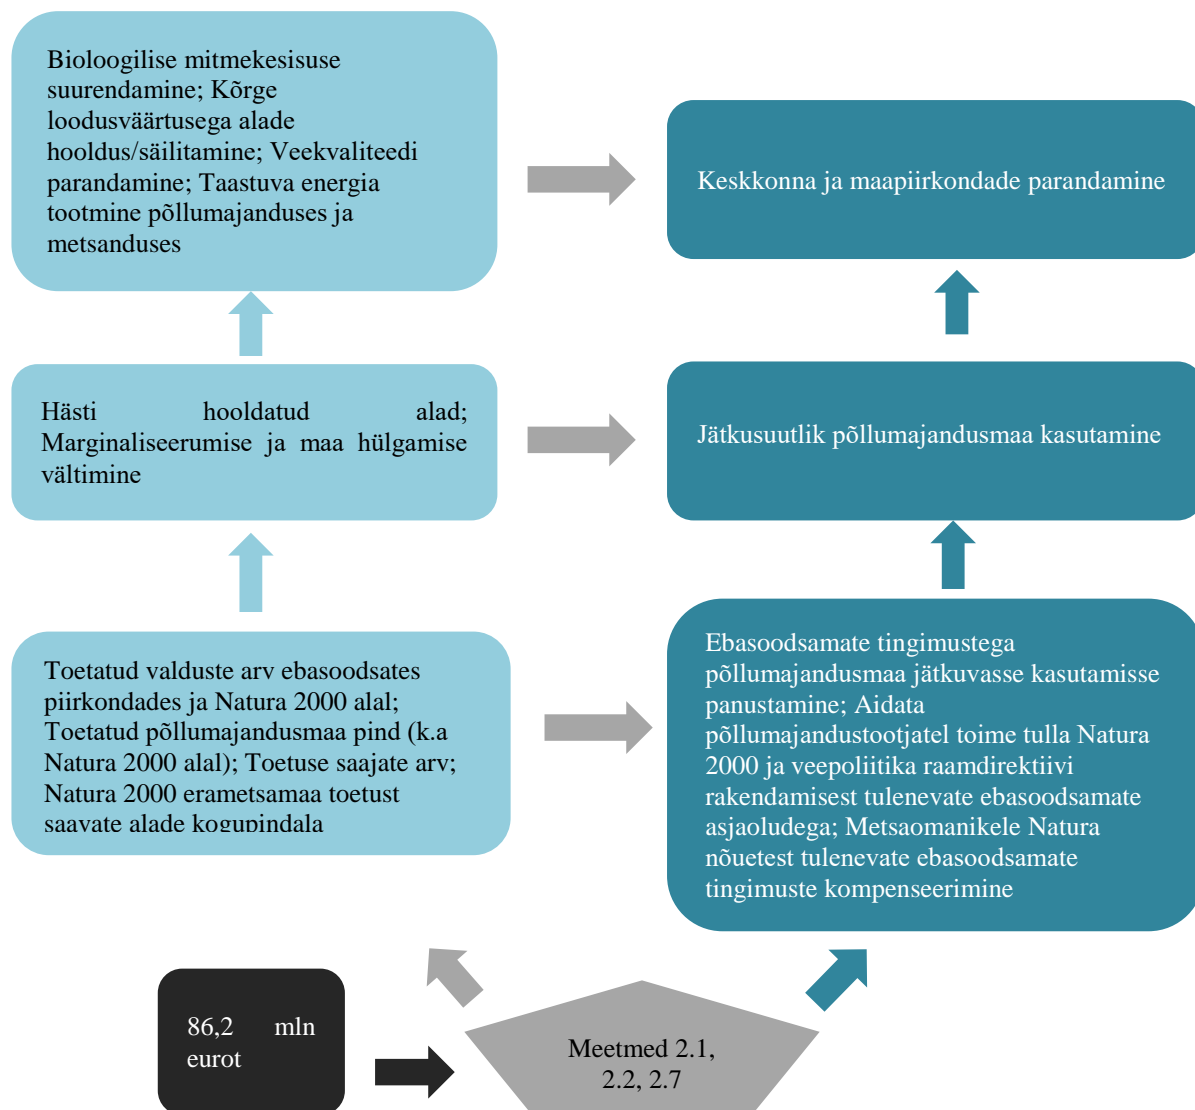 Bioloogilise mitmekesisuse
suurendamine; Kõrge
loodusväärtusega alade
hooldus/säilitamine; Veekvaliteedi
parandamine; Taastuva energia
tootmine põllumajanduses ja
metsanduses
Keskkonna ja maapiirkondade parandamine
Hästi hooldatud alad;
Marginaliseerumise ja maa hülgamise
vältimine
Jätkusuutlik põllumajandusmaa kasutamine
Toetatud valduste arv ebasoodsates
piirkondades ja Natura 2000 alal;
Toetatud põllumajandusmaa pind (k.a
Natura 2000 alal); Toetuse saajate arv;
Natura 2000 erametsamaa toetust
saavate alade kogupindala
Ebasoodsamate tingimustega
põllumajandusmaa jätkuvasse kasutamisse
panustamine; Aidata
põllumajandustootjatel toime tulla Natura
2000 ja veepoliitika raamdirektiivi
rakendamisest tulenevate ebasoodsamate
asjaoludega; Metsaomanikele Natura
nõuetest tulenevate ebasoodsamate
tingimuste kompenseerimine
86,2 mln
eurot
Meetmed 2.1,
2.2, 2.7